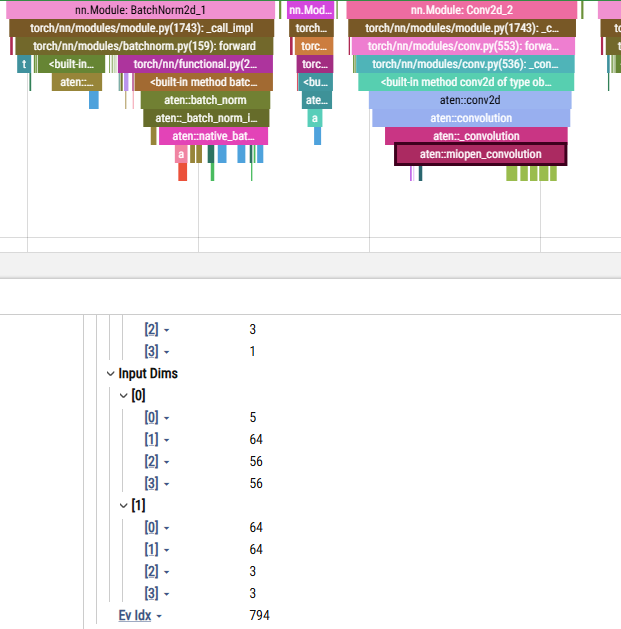 nn.Module: BatchNorm2d_1
nn.Mod...
nn.Module: Conv2d_2
torch/nn/modules/module.py(1743): _call_impl
torch...
torch/nn/modules/module.py(1743): _c...
torch/nn/modules/batchnorm.py(159): forward
torc...
torch/nn/modules/conv.py(553): forwa...
t
<built-in...
torch/nn/functional.py(2...
torc...
torch/nn/modules/conv.py(536): _con...
aten::...
<built-in method batc...
<bu...
<built-in method conv2d of type ob...
aten::batch_norm
ate...
aten::conv2d
aten::_batch_norm_i...
a
aten::convolution
aten::native_bat...
aten::_convolution
a
aten::miopen_convolution
[2] 3
[3] 1
Input Dims
[0]
[0] 5
[1] 64
[2] 56
[3] 56
[1]
[0] 64
[1] 64
[2] 3
[3] 3
Ev Idx 794